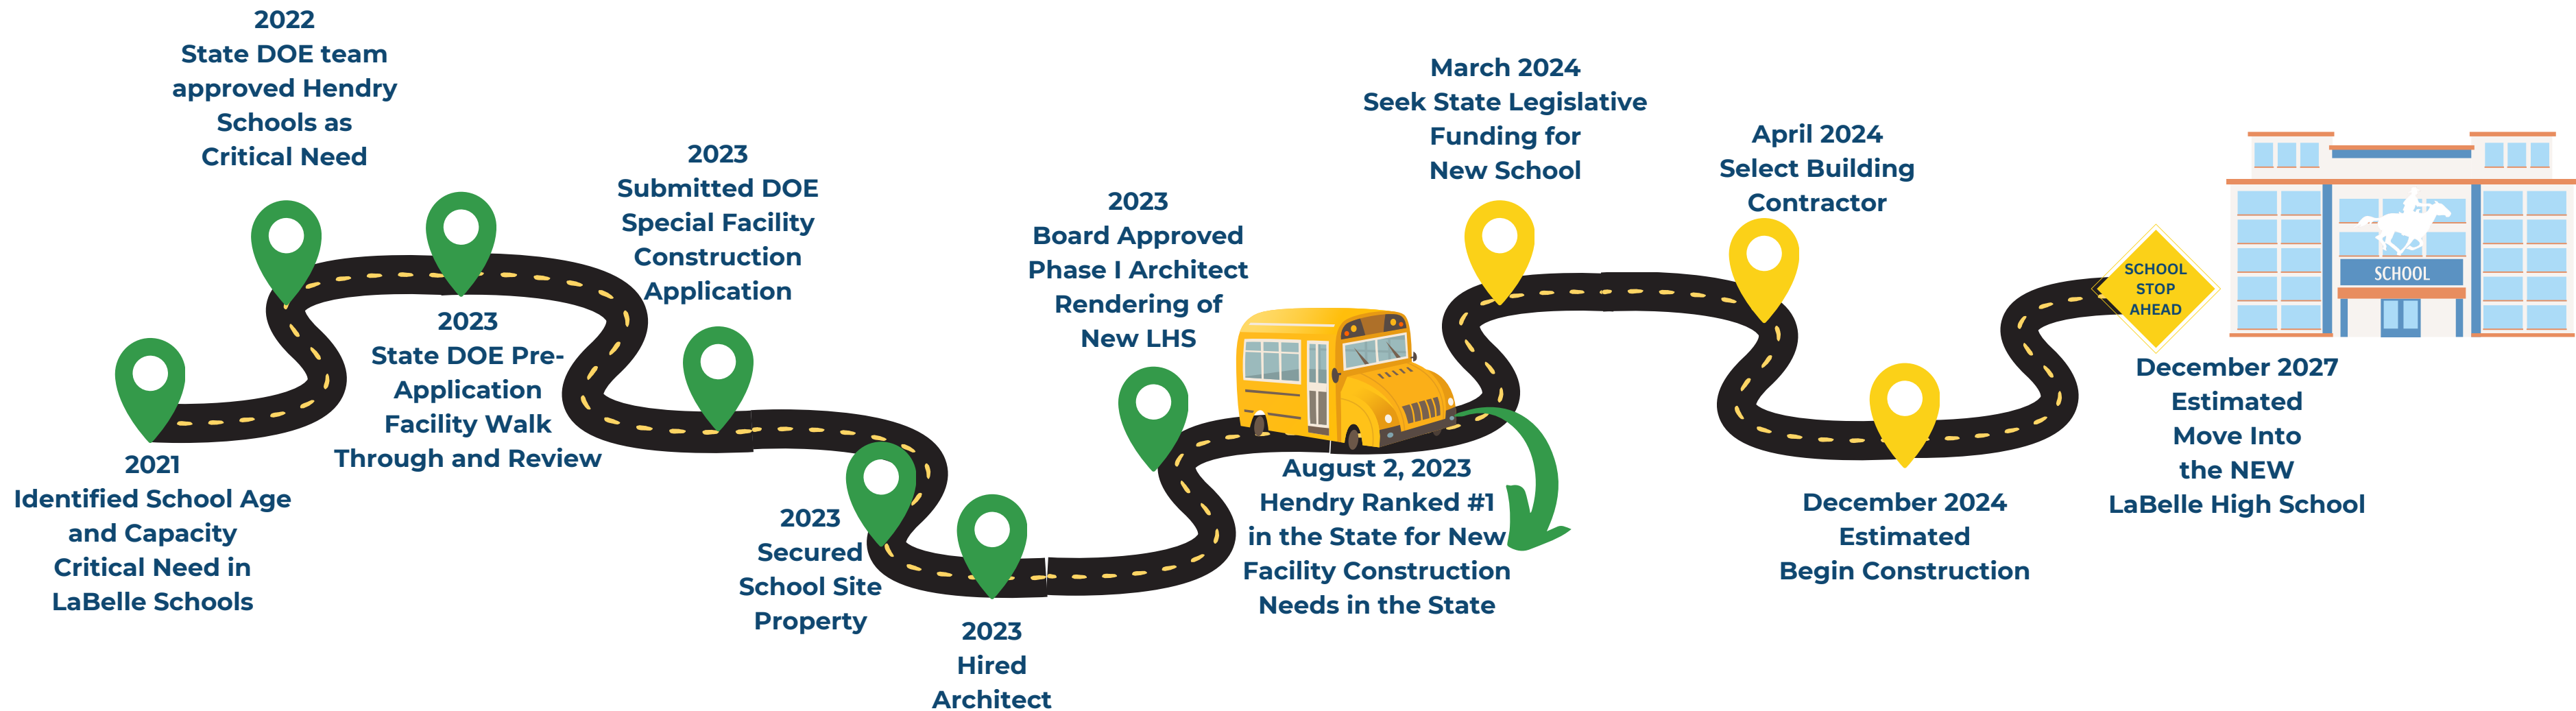 2021
Identified School Age
and Capacity
Critical Need in
LaBelle Schools
2022
State DOE team
approved Hendry
Schools as
Critical Need
2023
State DOE Pre-
Application
Facility Walk
Through and Review
2023
Submitted DOE
Special Facility
Construction
Application
2023
Secured
School Site
Property
2023
Hired
Architect
2023
Board Approved
Phase I Architect
Rendering of
New LHS
August 2, 2023
Hendry Ranked #1
in the State for New
Facility Construction
Needs in the State
March 2024
Seek State Legislative
Funding for
New School
April 2024
Select Building
Contractor
December 2024
Estimated
Begin Construction
SCHOOL
STOP
AHEAD
SCHOOL
December 2027
Estimated
Move Into
the NEW
LaBelle High School